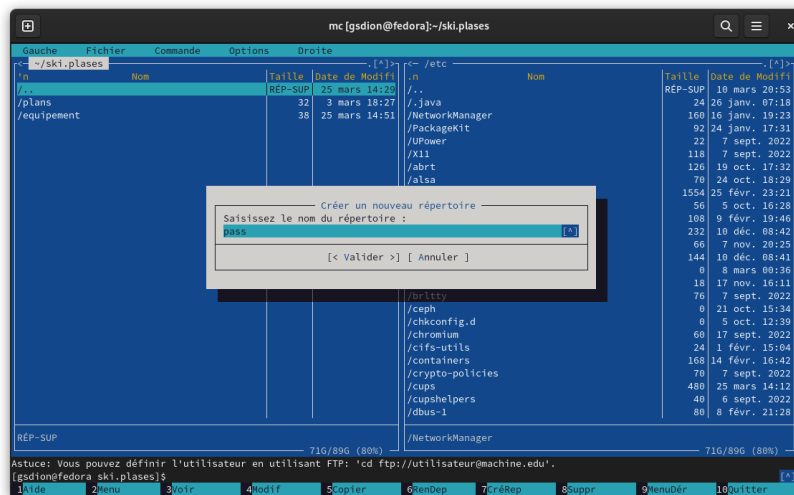 mc [gsdion@fedora]:~/ski.plases
Gauche Fichier Commande Options Droite
<─ ~/ski.plases ─.[^]>
'n Nom Taille Date de Modifi
/.. RÉP-SUP 25 mars 14:29
/plans 32 3 mars 18:27
/equipement 38 25 mars 14:51
RÉP-SUP
71G/89G (80%)
<─ /etc ─.[^]>
.n Nom Taille Date de Modifi
/.. RÉP-SUP 10 mars 20:53
/.java 24 26 janv. 07:18
/NetworkManager 160 16 janv. 19:23
/PackageKit 92 24 janv. 17:31
/UPower 22 7 sept. 2022
/X11 118 7 sept. 2022
/abrt 126 19 oct. 17:32
/alsa 70 24 oct. 18:29
1554 25 févr. 23:21
56 5 oct. 16:28
108 9 févr. 19:46
232 10 déc. 08:42
66 7 nov. 20:25
144 10 déc. 08:41
0 8 mars 00:36
18 17 nov. 16:11
/brltty 76 7 sept. 2022
/ceph 0 21 oct. 15:34
/chkconfig.d 0 5 oct. 12:39
/chromium 60 17 sept. 2022
/cifs-utils 24 1 févr. 15:04
/containers 168 14 févr. 16:42
/crypto-policies 70 7 sept. 2022
/cups 480 25 mars 14:12
/cupshelpers 40 6 sept. 2022
/dbus-1 80 8 févr. 21:28
/NetworkManager
71G/89G (80%)
Créer un nouveau répertoire
Saisissez le nom du répertoire :
pass [^]
[< Valider >] [ Annuler ]
Astuce: Vous pouvez définir l'utilisateur en utilisant FTP: 'cd ftp://utilisateur@machine.edu'.
[gsdion@fedora ski.plases]$ [^]
1Aide 2Menu 3Voir 4Modif 5Copier 6RenDep 7CréRép 8Suppr 9MenuDér 10Quitter